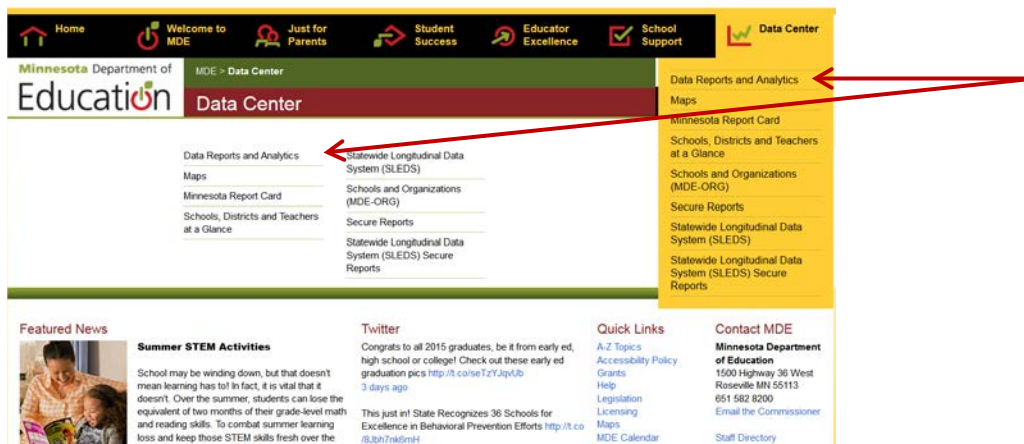 Home
Welcome to
MDE
Just for
Parents
Student
Success
Educator
Excellence
School
Support
Data Center
Minnesota Department of
Education
MDE > Data Center
Data Center
Data Reports and Analytics
Maps
Minnesota Report Card
Schools, Districts and Teachers
at a Glance
Statewide Longitudinal Data
System (SLEDS)
Schools and Organizations
(MDE-ORG)
Secure Reports
Statewide Longitudinal Data
System (SLEDS) Secure
Reports
Data Reports and Analytics
Maps
Minnesota Report Card
Schools, Districts and Teachers
at a Glance
Schools and Organizations
(MDE-ORG)
Secure Reports
Statewide Longitudinal Data
System (SLEDS)
Statewide Longitudinal Data
System (SLEDS) Secure
Reports
Featured News
Summer STEM Activities
School may be winding down, but that doesn't
mean learning has to! In fact, it is vital that it
doesn't. Over the summer, students can lose the
equivalent of two months of their grade-level math
and reading skills. To combat summer learning
loss and keep those STEM skills fresh over the
Twitter
Congrats to all 2015 graduates, be it from early ed,
high school or college! Check out these early ed
graduation pics http://t.co/seTzYJqvUb
3 days ago
This just in! State Recognizes 36 Schools for
Excellence in Behavioral Prevention Efforts http://t.co
/8Jbh7nk6mH
Quick Links
A-Z Topics
Accessibility Policy
Grants
Help
Legislation
Licensing
Maps
MDE Calendar
Contact MDE
Minnesota Department
of Education
1500 Highway 36 West
Roseville MN 55113
651 582 8200
Email the Commissioner
Staff Directory